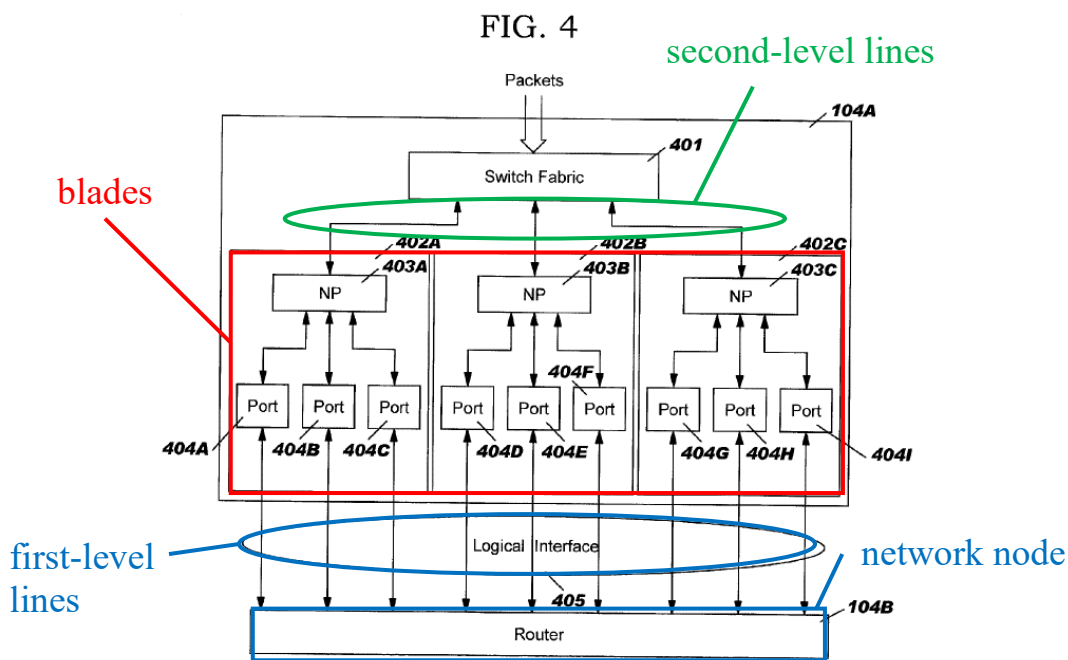 FIG. 4
second-level lines
Packets
104A
401
Switch Fabric
blades
402A
402B
402C
403A
403B
403C
NP
NP
NP
404F
Port
Port
Port
Port
Port
Port
Port
Port
Port
404A
404B
404C
404D
404E
404G
404H
404I
first-level
lines
Logical Interface
network node
405
104B
Router